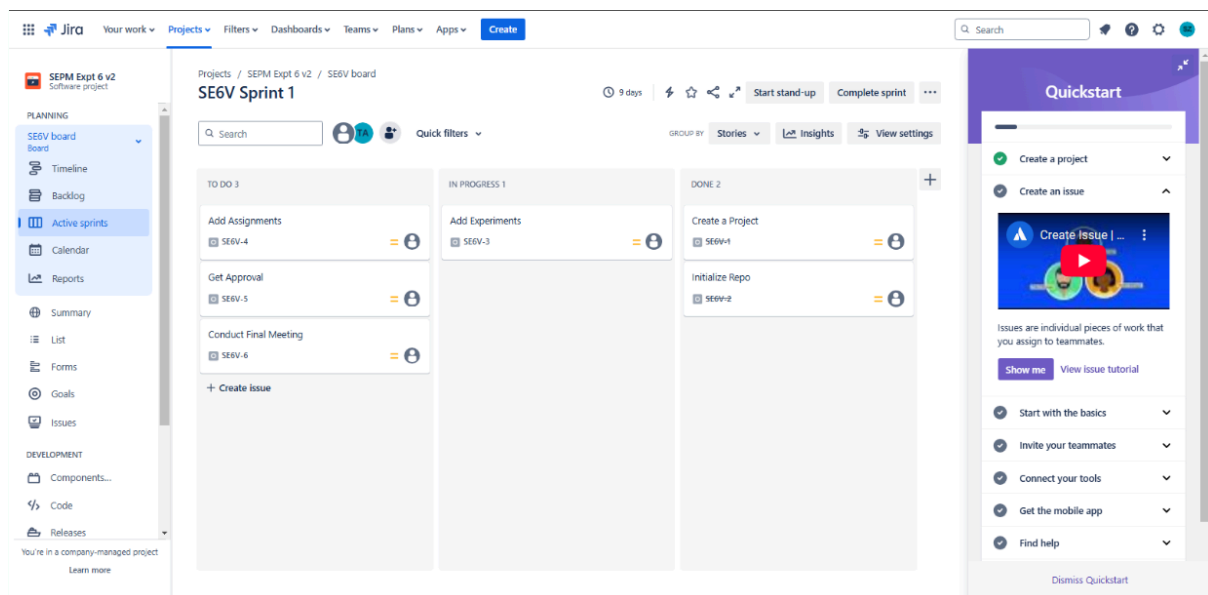 Jira Your work Projects Filters Dashboards Teams Plans Apps Create Search
SEPM Expt 6 v2
Software project
PLANNING
SE6V board
Board
Timeline
Backlog
Active sprints
Calendar
Reports
Summary
List
Forms
Goals
Issues
DEVELOPMENT
Components...
Code
Releases
You're in a company-managed project
Learn more
Projects / SEPM Expt 6 v2 / SE6V board
SE6V Sprint 1
9 days Start stand-up Complete sprint
Search TA Quick filters GROUP BY Stories Insights View settings
TO DO 3
Add Assignments
SE6V-4
Get Approval
SE6V-5
Conduct Final Meeting
SE6V-6
+ Create issue
IN PROGRESS 1
Add Experiments
SE6V-3
DONE 2
Create a Project
SE6V-1
Initialize Repo
SE6V-2
Quickstart
Create a project
Create an issue
Create Issue | ...
Issues are individual pieces of work that
you assign to teammates.
Show me View issue tutorial
Start with the basics
Invite your teammates
Connect your tools
Get the mobile app
Find help
Dismiss Quickstart